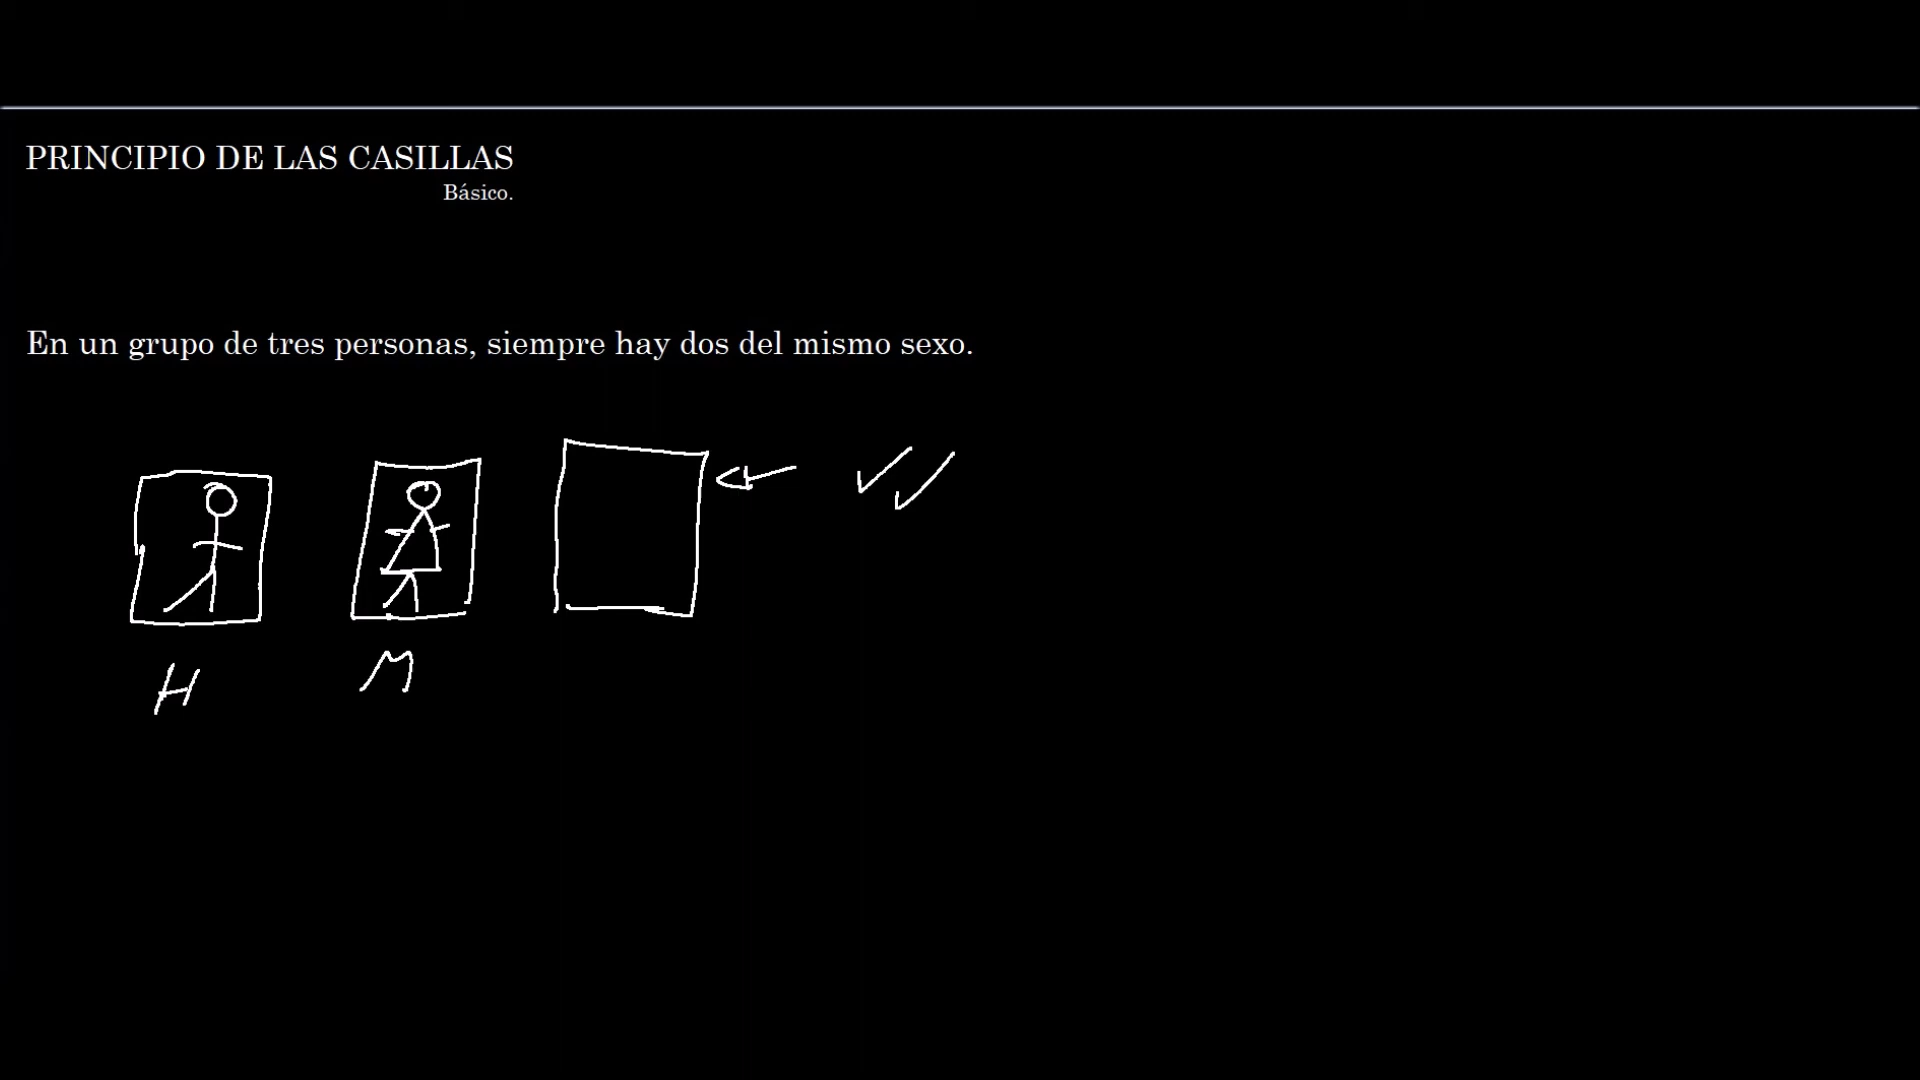 PRINCIPIO DE LAS CASILLAS
Básico.
En un grupo de tres personas, siempre hay dos del mismo sexo.
H M